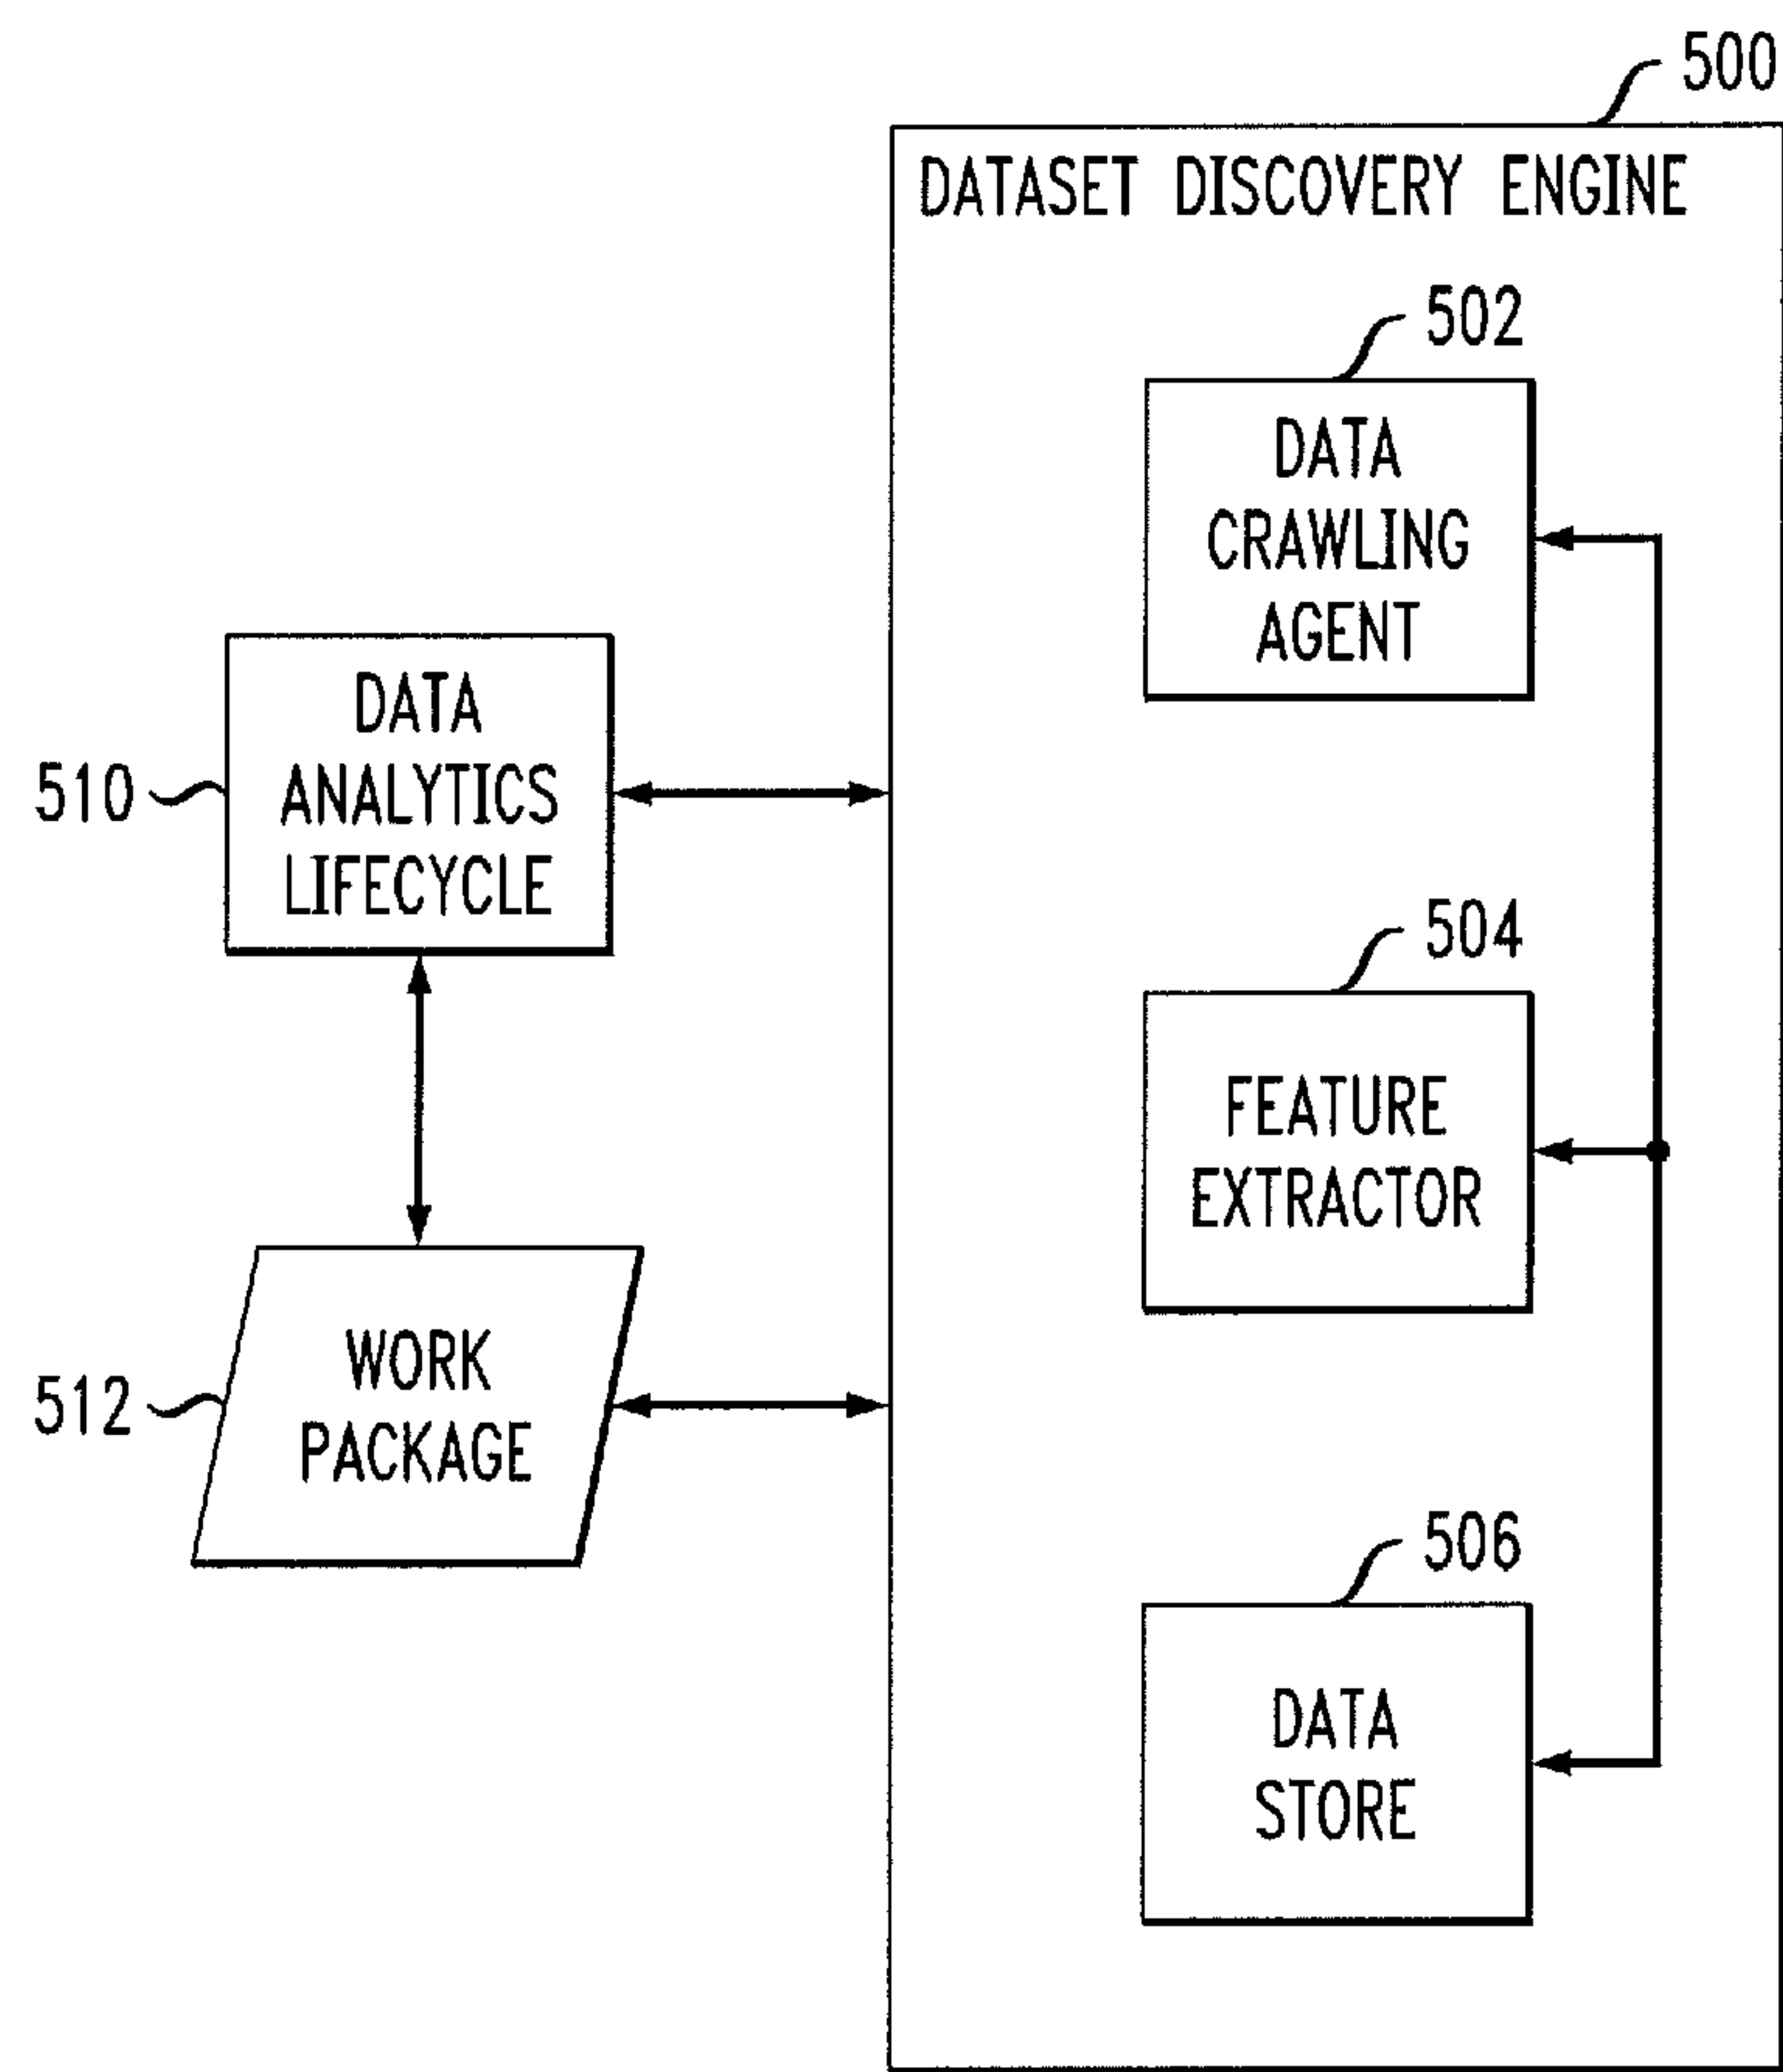 500
DATASET DISCOVERY ENGINE
502
DATA
CRAWLING
AGENT
510
DATA
ANALYTICS
LIFECYCLE
504
FEATURE
EXTRACTOR
512
WORK
PACKAGE
506
DATA
STORE